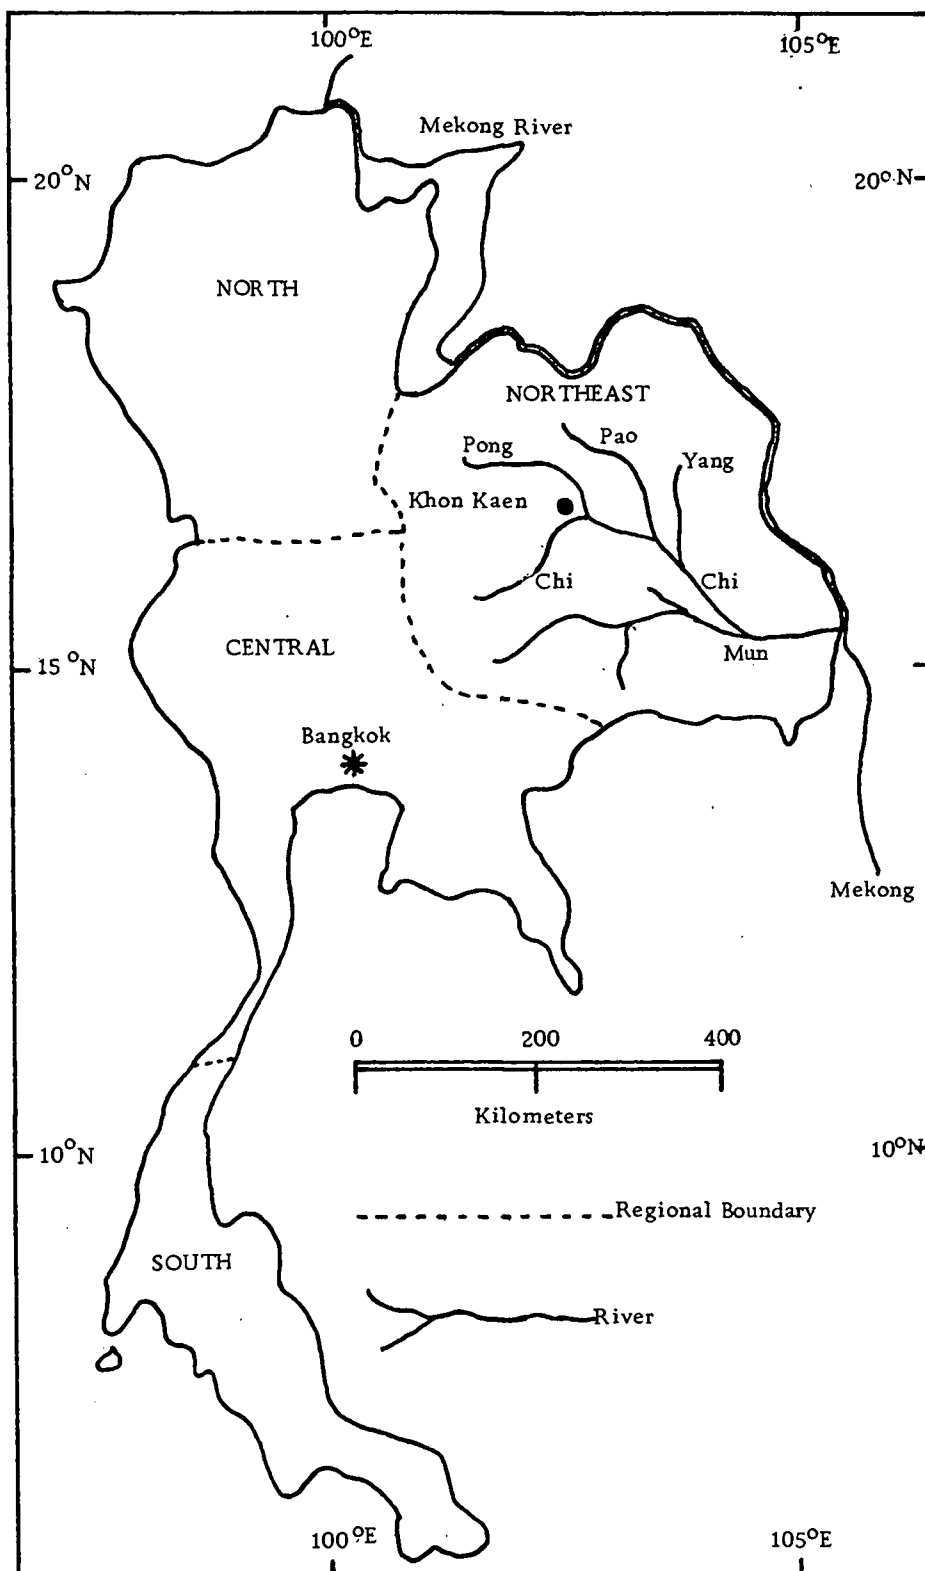 100°E
105°E
Mekong River
20°N
20°N
NORTH
NORTHEAST
Pao
Pong
Yang
Khon Kaen
Chi
Chi
CENTRAL
15°N
Mun
Bangkok
Mekong
0 200 400
Kilometers
10°N
10°N
Regional Boundary
SOUTH
River
100°E
105°E